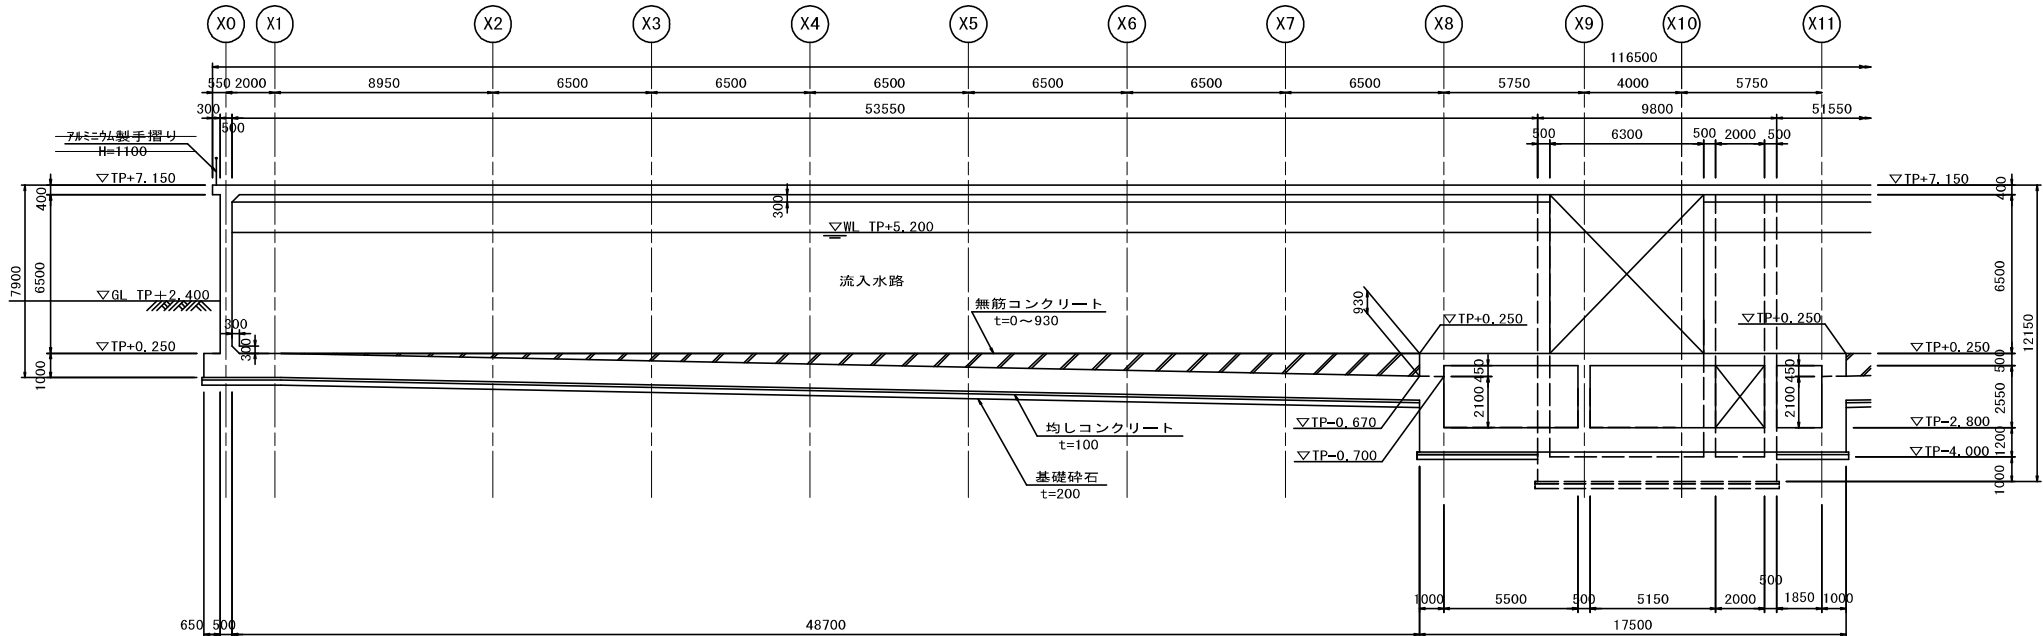 X0 X1 X2 X3 X4 X5 X6 X7 X8 X9 X10 X11
116500
550 2000 8950 6500 6500 6500 6500 6500 6500 5750 4000 5750
300 500 53550 9800 51550
500 6300 500 2000 500
アルミニウム製手摺り
H=1100
▽TP+7.150
▽TP+7.150
400
300
400
▽WL TP+5.200
流入水路
7900
6500
6500
12150
▽GL TP+2.400
無筋コンクリート
t=0～930
930
▽TP+0.250
▽TP+0.250
300
300
▽TP+0.250
▽TP+0.250
1000
450
450
500
2100
2100
2550
▽TP-0.670
▽TP-2.800
均しコンクリート
t=100
▽TP-0.700
1200
▽TP-4.000
基礎砕石
t=200
1000
500
1000 5500 500 5150 2000 1850 1000
650 500 48700 17500